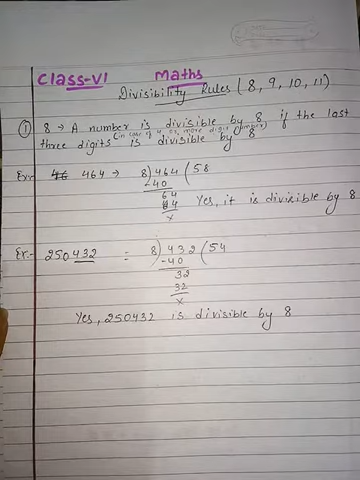 Class-VI Maths
Divisibility Rules (8, 9, 10, 11)
① 8 → A number is divisible by 8, if the last
(in case of 4 or more digit number)
three digits is divisible by 8
Ex:- 464 → 8)464(58
-40
64
64
x
Yes, it is divisible by 8
Ex:- 250432 = 8)432(54
-40
32
32
x
Yes, 250432 is divisible by 8